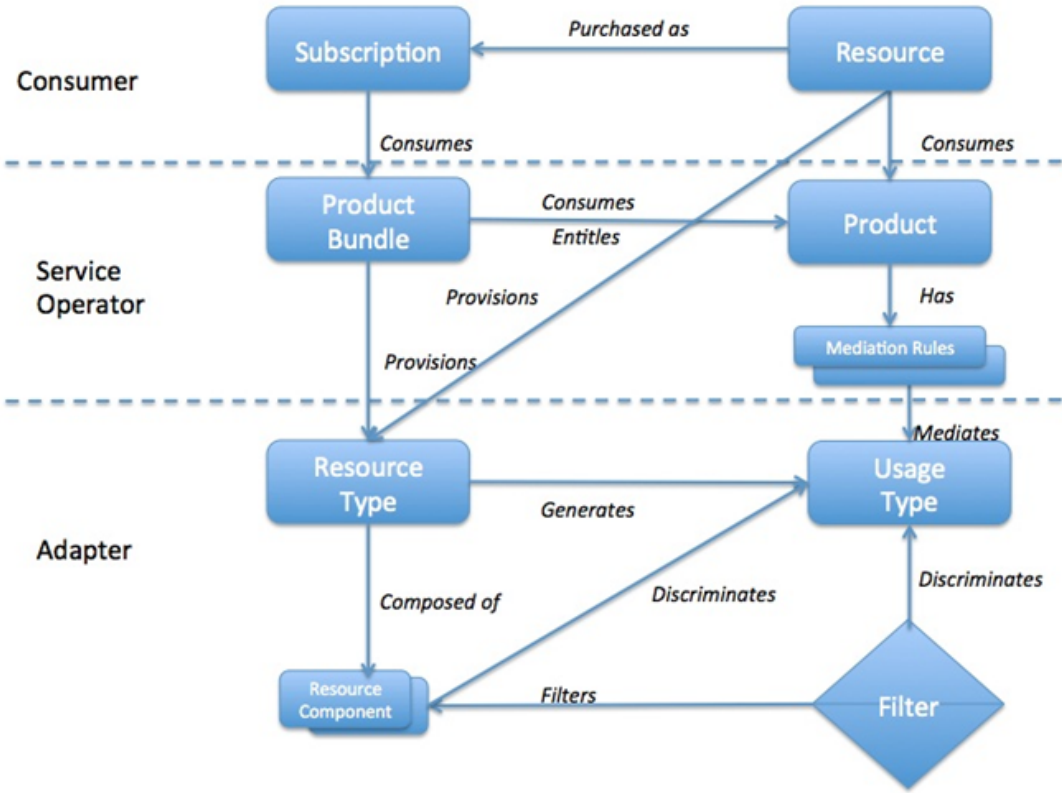 Purchased as
Subscription
Resource
Consumer
Consumes
Consumes
Product
Bundle
Consumes
Entitles
Product
Service
Operator
Provisions
Has
Provisions
Mediation Rules
Mediates
Resource
Type
Usage
Type
Generates
Adapter
Discriminates
Composed of
Discriminates
Resource
Component
Filters
Filter